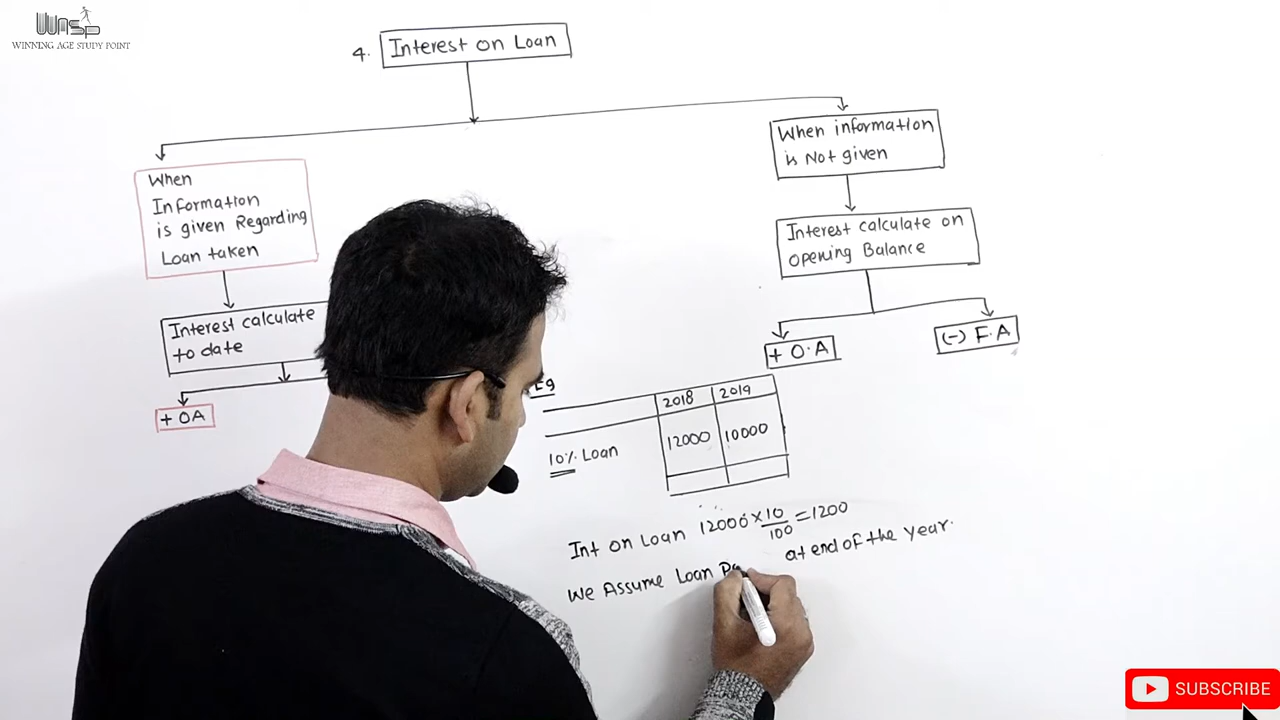 WASP
WINNING AGE STUDY POINT
4. Interest on Loan
When
Information
is given Regarding
Loan taken
Interest calculate
to date
+ OA
When information
is Not given
Interest calculate on
opening Balance
+ O.A
(-) F.A
Eg
2018 2019
10% Loan 12000 10000
Int on Loan 12000 × 10/100 = 1200
We Assume Loan at end of the year.
SUBSCRIBE